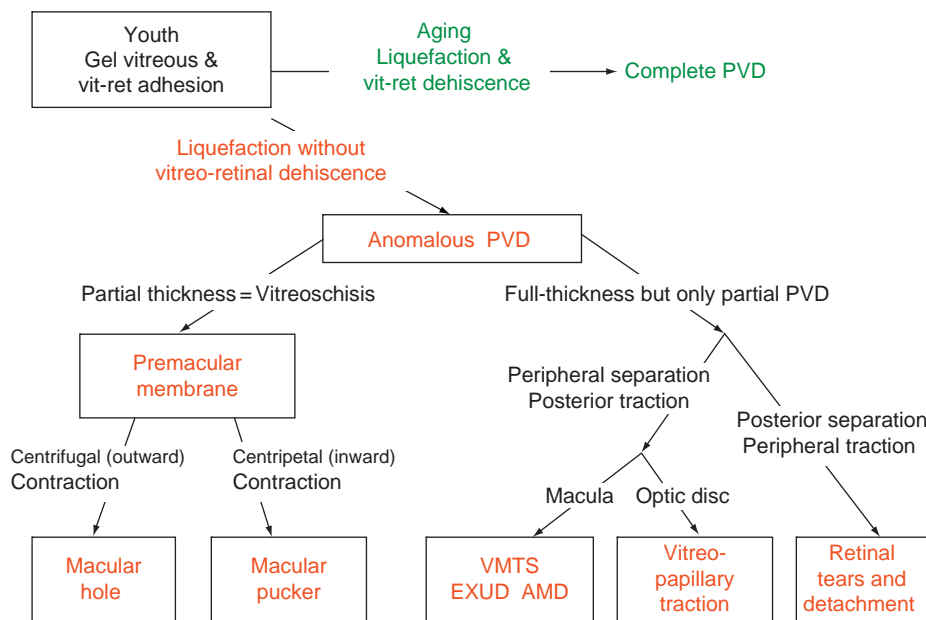 Youth
Gel vitreous &
vit-ret adhesion
Aging
Liquefaction &
vit-ret dehiscence
Complete PVD
Liquefaction without
vitreo-retinal dehiscence
Anomalous PVD
Partial thickness = Vitreoschisis
Full-thickness but only partial PVD
Premacular
membrane
Peripheral separation
Posterior traction
Posterior separation
Peripheral traction
Centrifugal (outward)
Contraction
Centripetal (inward)
Contraction
Macula
Optic disc
Macular
hole
Macular
pucker
VMTS
EXUD AMD
Vitreo-
papillary
traction
Retinal
tears and
detachment